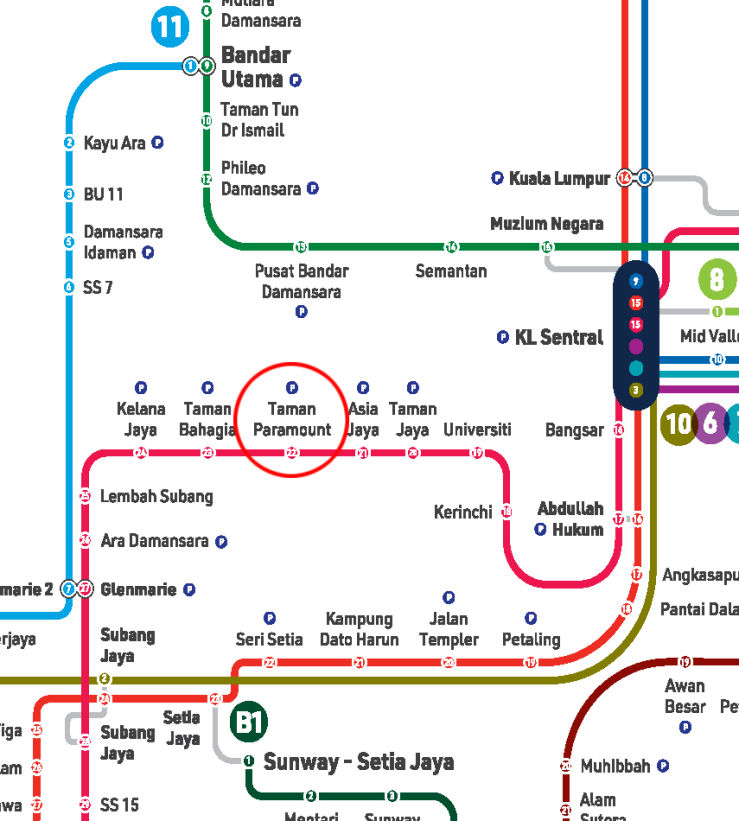 Mutiara
Damansara
11
Bandar
Utama P
1 9
Taman Tun
Dr Ismail
10
Kayu Ara P
2
Phileo
Damansara P
12
BU 11
3
P Kuala Lumpur
14 8
Damansara
Idaman P
5
Muzium Negara
13 14 15
Pusat Bandar
Damansara
P
Semantan
SS 7
6
9
15
15
3
8
1
P KL Sentral
Mid Vall
10
P P P P P
Kelana
Jaya
Taman
Bahagia
Taman
Paramount
Asia
Jaya
Taman
Jaya
Universiti
Bangsar
10 6
24 23 22 21 20 19
Lembah Subang
25
Kerinchi
18
Abdullah
P Hukum
17 16
Ara Damansara P
26
marie 2
7 27
Glenmarie P
Angkasapu
17
Pantai Dala
18
P
Seri Setia
Kampung
Dato Harun
P
Jalan
Templer
P
Petaling
22 21 20 19
erjaya
Subang
Jaya
2
24 23
Setia
Jaya
B1
Awan
Besar
P
19
Pe
Tiga
25
Subang
Jaya
28
1
Sunway - Setia Jaya
Muhibbah P
20
lam
26
2 3
Mentari
Sunway
wa
27
29
SS 15
Alam
Sutera
21